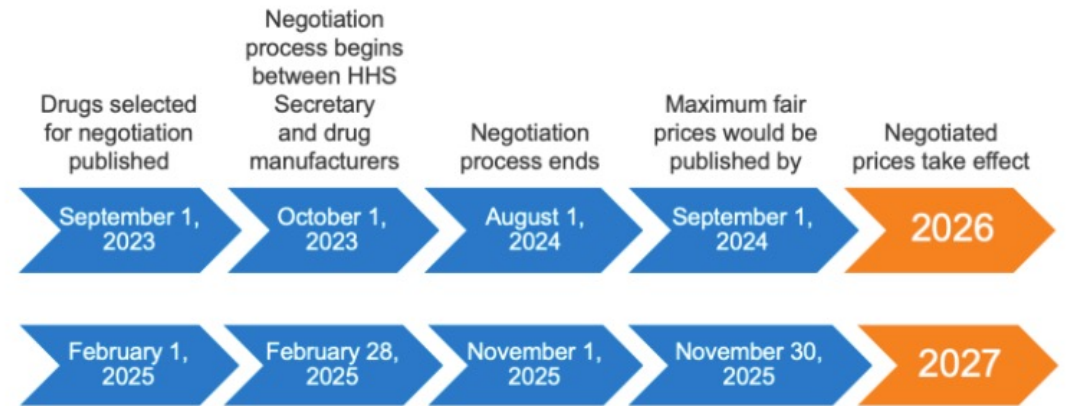 Drugs selected
for negotiation
published
Negotiation
process begins
between HHS
Secretary
and drug
manufacturers
Negotiation
process ends
Maximum fair
prices would be
published by
Negotiated
prices take effect
September 1,
2023
October 1,
2023
August 1,
2024
September 1,
2024
2026
February 1,
2025
February 28,
2025
November 1,
2025
November 30,
2025
2027